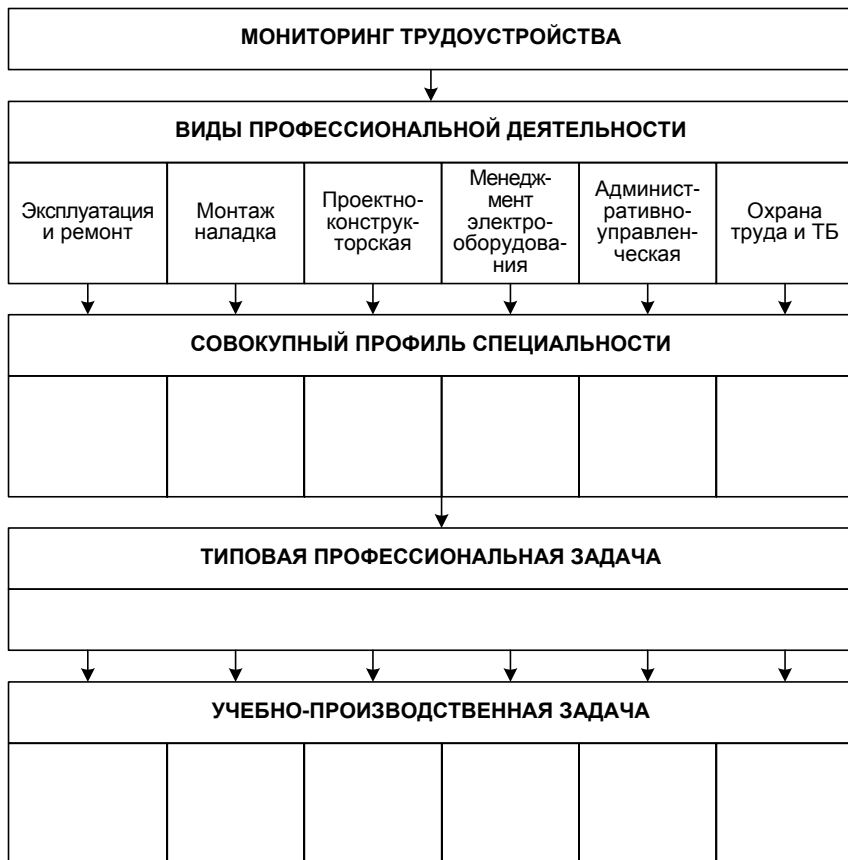 МОНИТОРИНГ ТРУДОУСТРОЙСТВА
ВИДЫ ПРОФЕССИОНАЛЬНОЙ ДЕЯТЕЛЬНОСТИ
Эксплуатация
и ремонт
Монтаж
наладка
Проектно-
конструк-
торская
Менедж-
мент
электро-
оборудова-
ния
Админист-
ративно-
управлен-
ческая
Охрана
труда и ТБ
СОВОКУПНЫЙ ПРОФИЛЬ СПЕЦИАЛЬНОСТИ
ТИПОВАЯ ПРОФЕССИОНАЛЬНАЯ ЗАДАЧА
УЧЕБНО-ПРОИЗВОДСТВЕННАЯ ЗАДАЧА